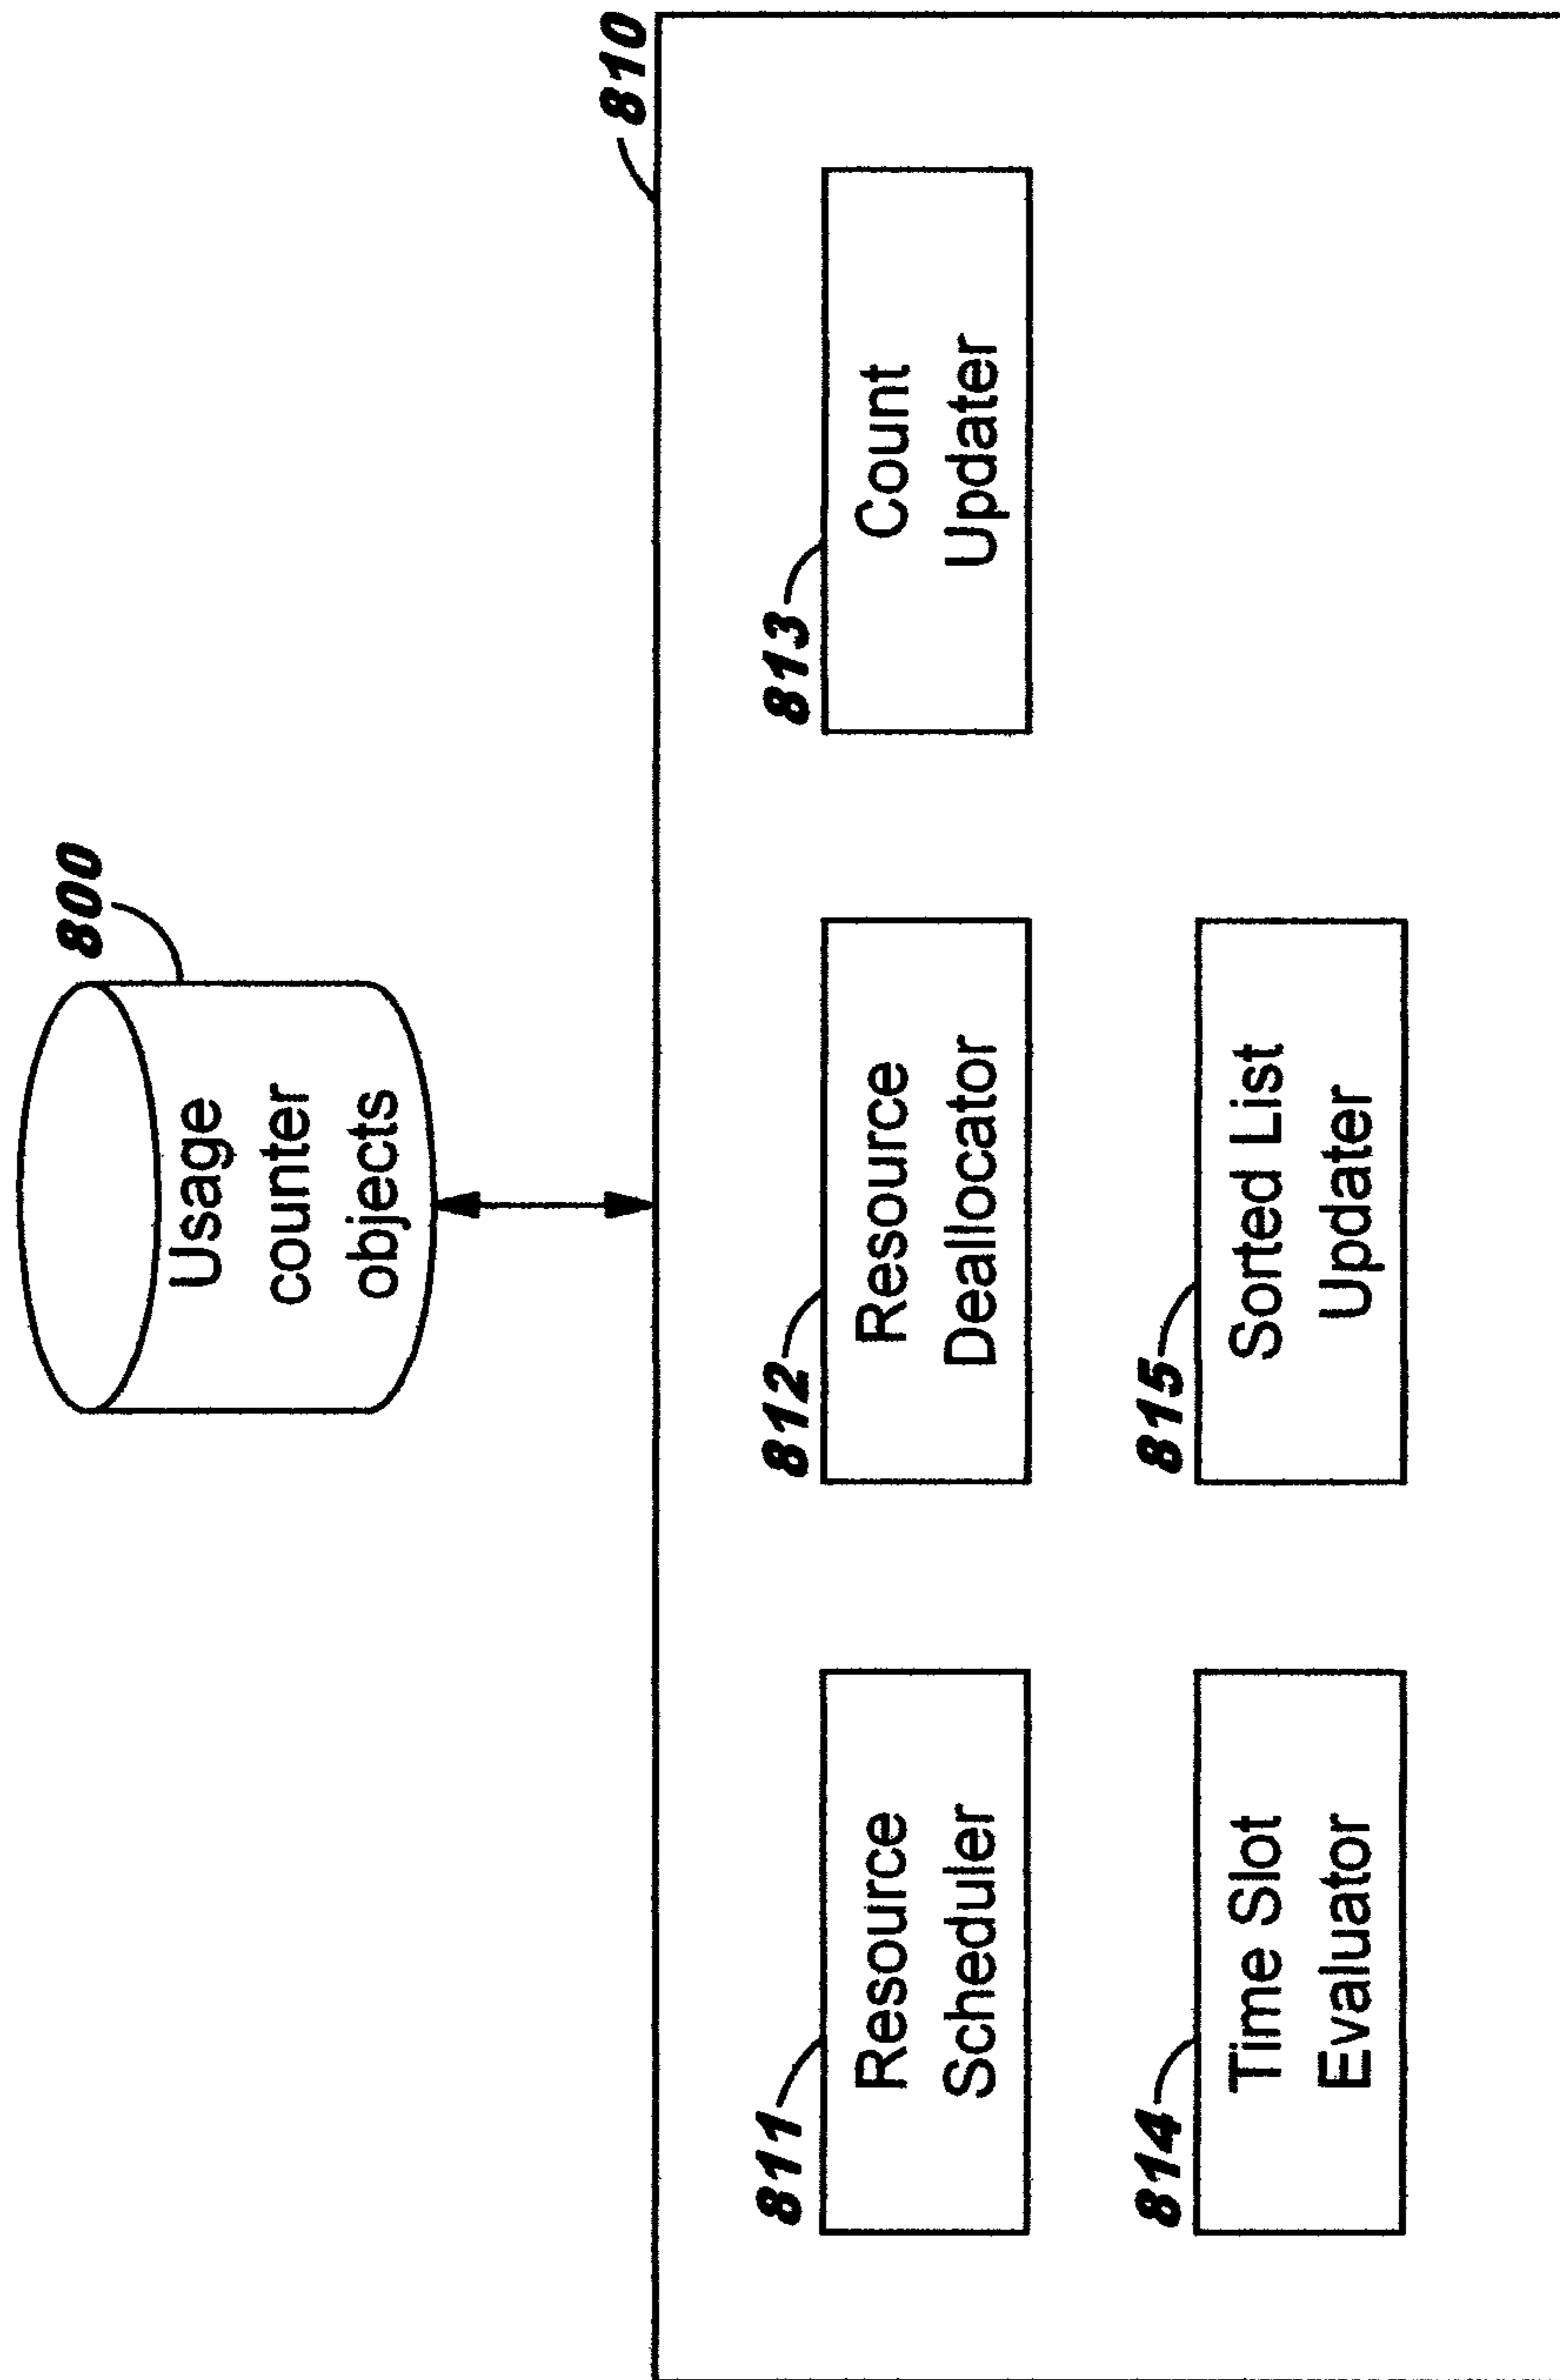 800
Usage
counter
objects
810
811
Resource
Scheduler
812
Resource
Deallocator
813
Count
Updater
814
Time Slot
Evaluator
815
Sorted List
Updater